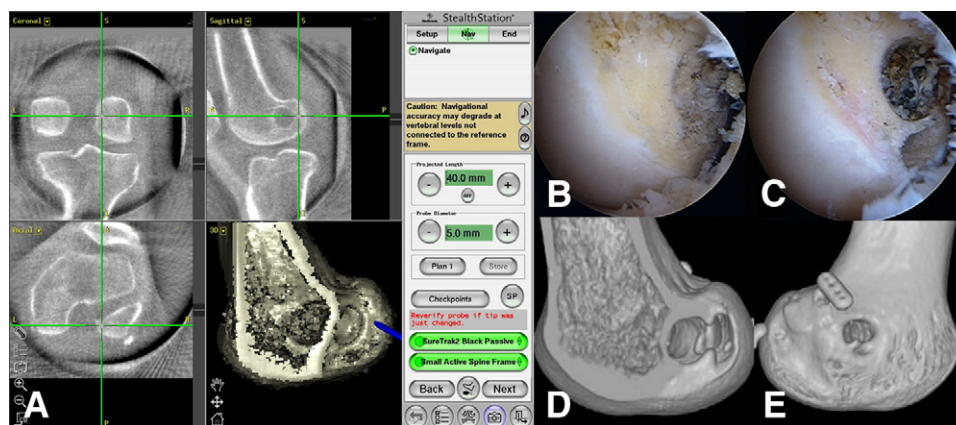 Coronal S
L R
I
Sagittal S
A P
Axial A
L R
P
3D
A
Medtronic StealthStation®
Setup Nav End
Navigate
Caution: Navigational
accuracy may degrade at
vertebral levels not
connected to the reference
frame.
Projected Length
- 40.0 mm +
OFF
Probe Diameter
- 5.0 mm +
Plan 1 Store
Checkpoints SP
Reverify probe if tip was
just changed.
SureTrak2 Black Passive
Small Active Spine Frame
Back Next
B
C
D
E